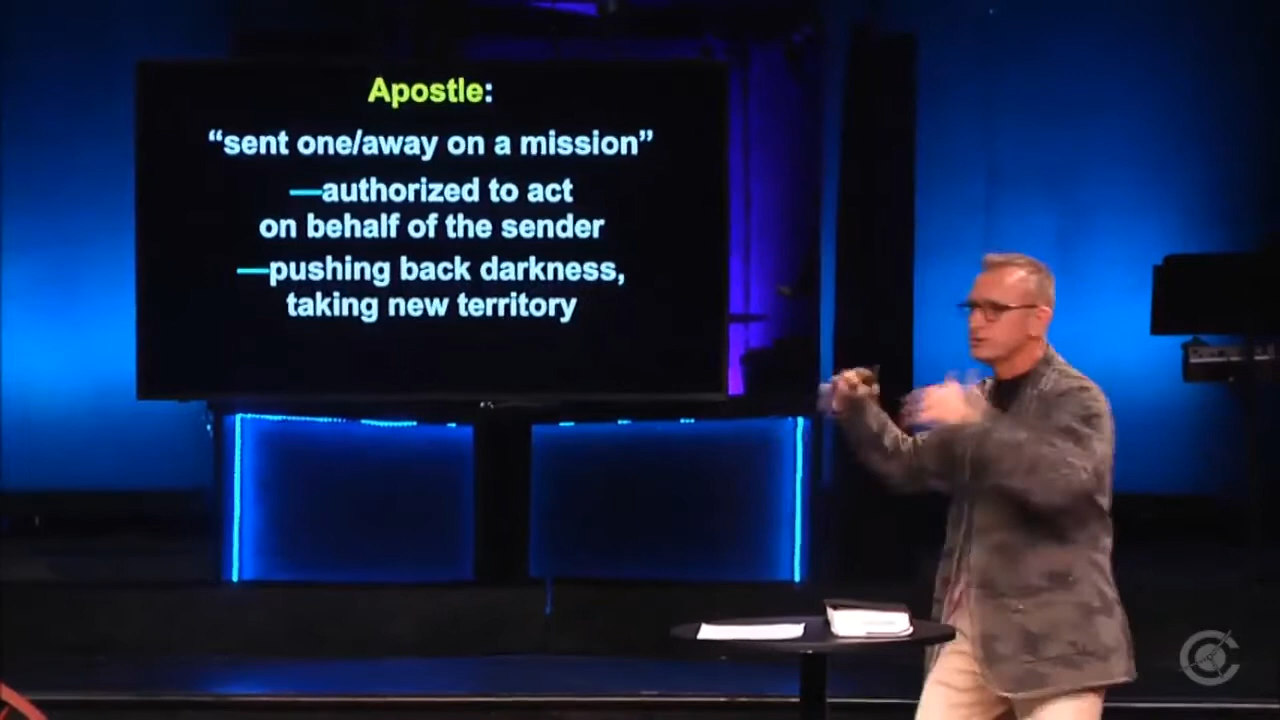 Apostle:
“sent one/away on a mission”
—authorized to act
on behalf of the sender
—pushing back darkness,
taking new territory